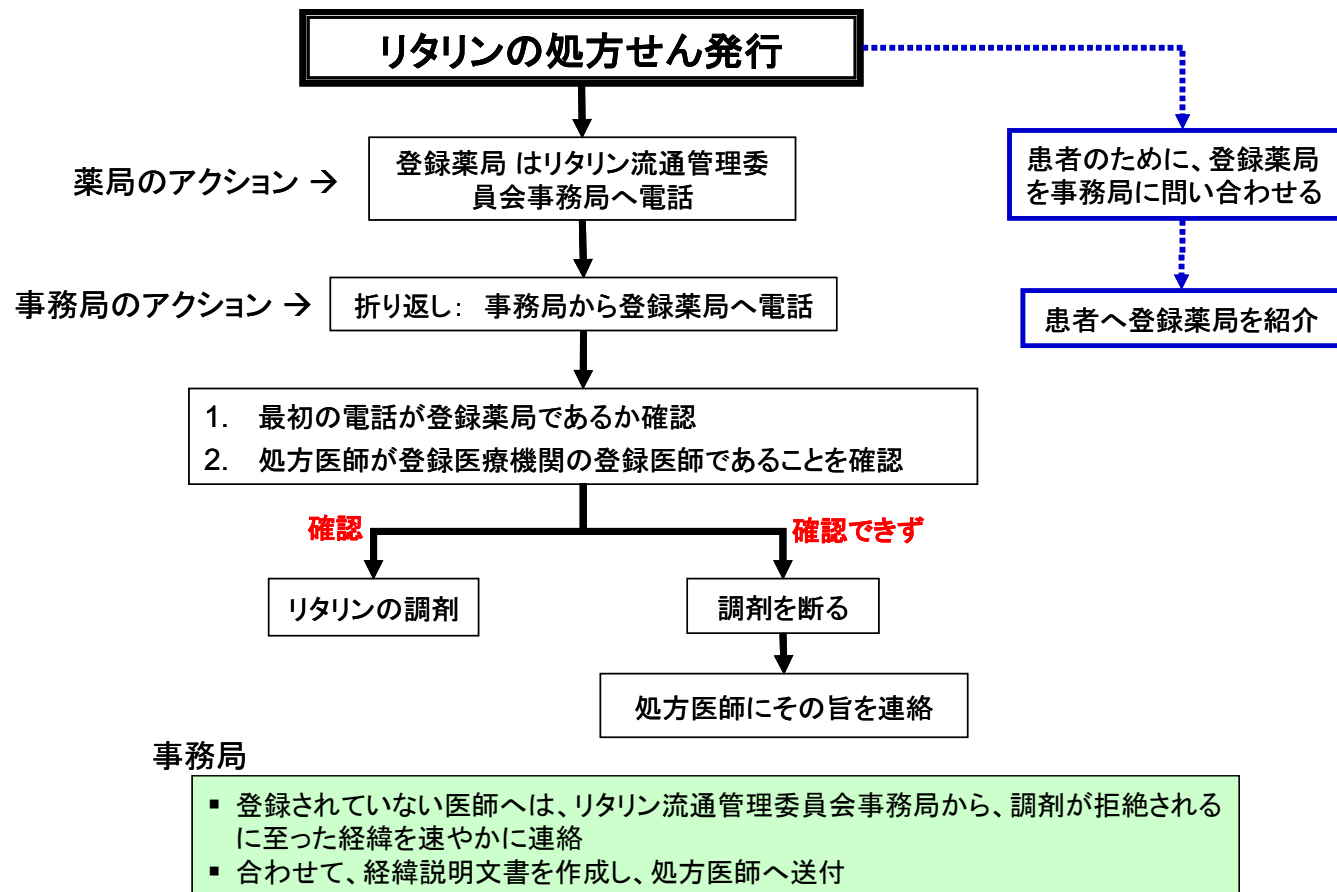 リタリンの処方せん発行
薬局のアクション →
登録薬局 はリタリン流通管理委
員会事務局へ電話
患者のために、登録薬局
を事務局に問い合わせる
事務局のアクション →
折り返し： 事務局から登録薬局へ電話
患者へ登録薬局を紹介
1. 最初の電話が登録薬局であるか確認
2. 処方医師が登録医療機関の登録医師であることを確認
確認
確認できず
リタリンの調剤
調剤を断る
処方医師にその旨を連絡
事務局
▪ 登録されていない医師へは、リタリン流通管理委員会事務局から、調剤が拒絶される
に至った経緯を速やかに連絡
▪ 合わせて、経緯説明文書を作成し、処方医師へ送付